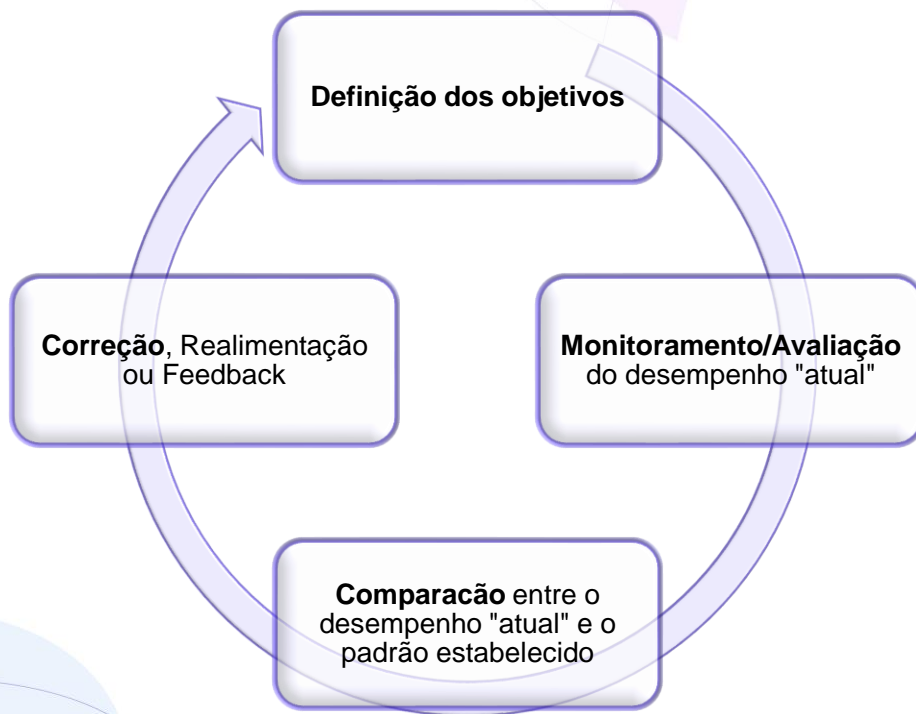 Definição dos objetivos
Monitoramento/Avaliação
do desempenho "atual"
Comparacão entre o
desempenho "atual" e o
padrão estabelecido
Correção, Realimentação
ou Feedback